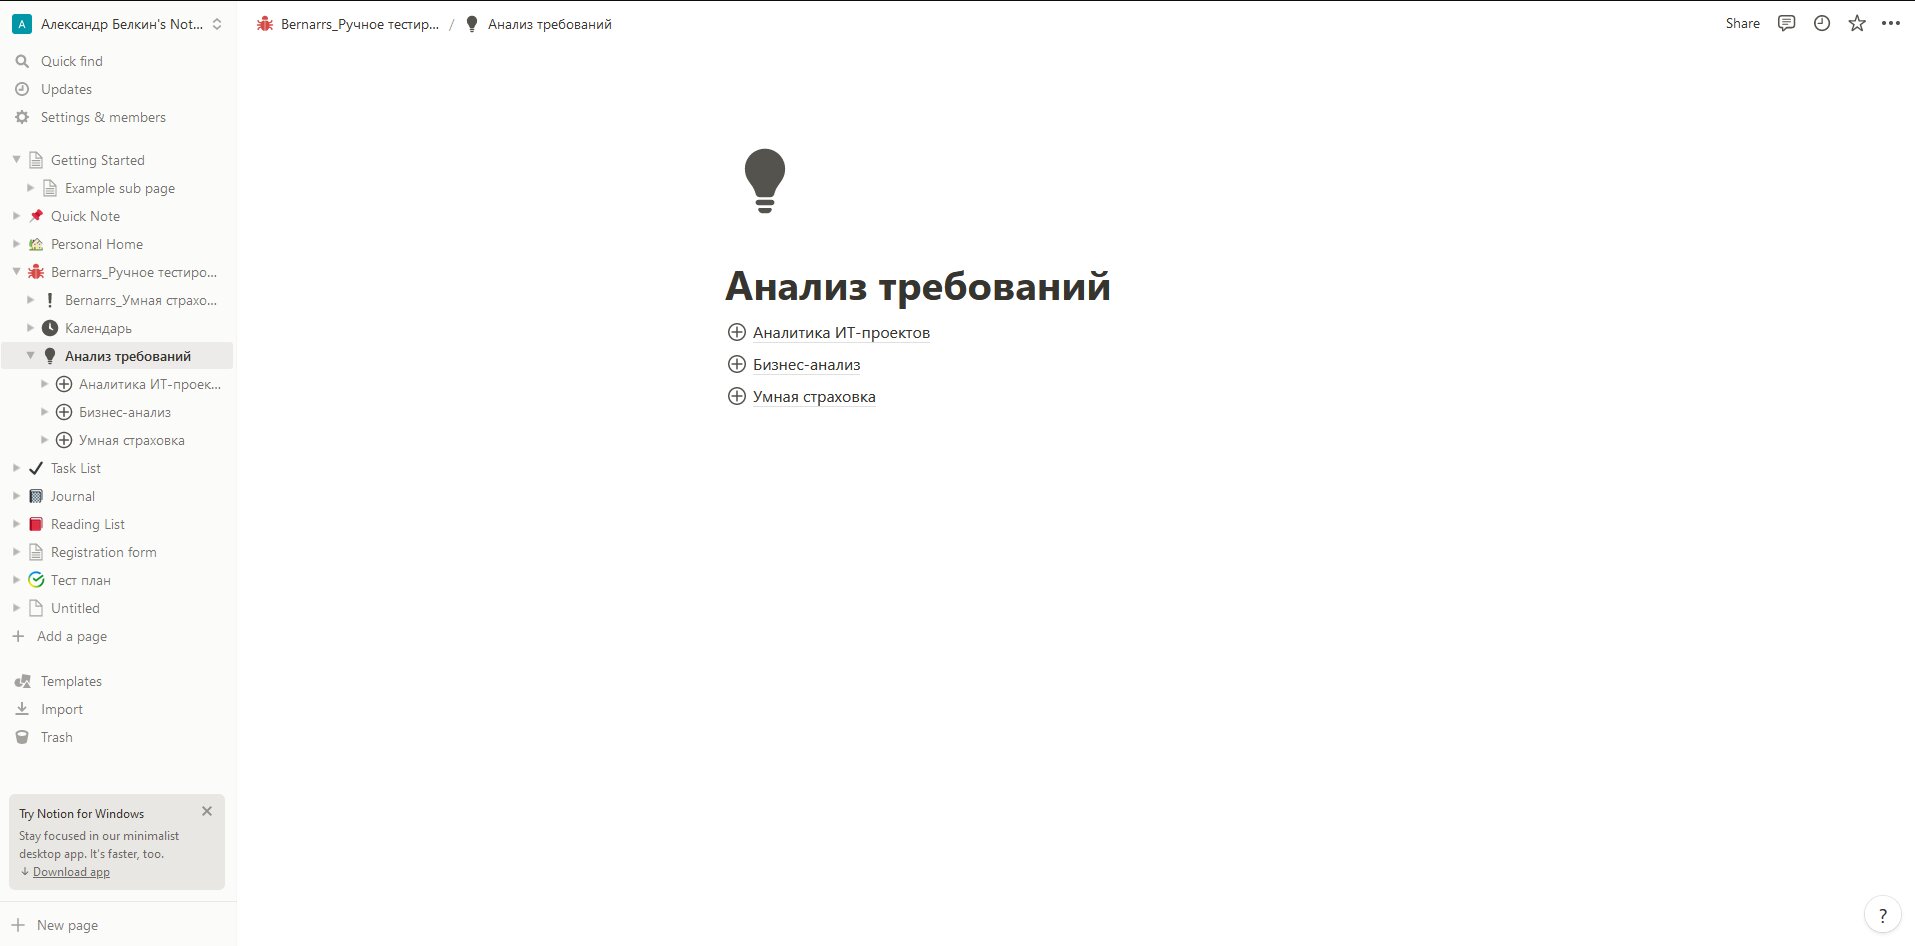 A Александр Белкин's Not...
Quick find
Updates
Settings & members
Getting Started
Example sub page
Quick Note
Personal Home
Bernarrs_Ручное тестиро...
Bernarrs_Умная страхо...
Календарь
Анализ требований
Аналитика ИТ-проек...
Бизнес-анализ
Умная страховка
Task List
Journal
Reading List
Registration form
Тест план
Untitled
Add a page
Templates
Import
Trash
Try Notion for Windows
Stay focused in our minimalist
desktop app. It's faster, too.
↓ Download app
New page
Bernarrs_Ручное тестир... / Анализ требований
Share
Анализ требований
Аналитика ИТ-проектов
Бизнес-анализ
Умная страховка
?